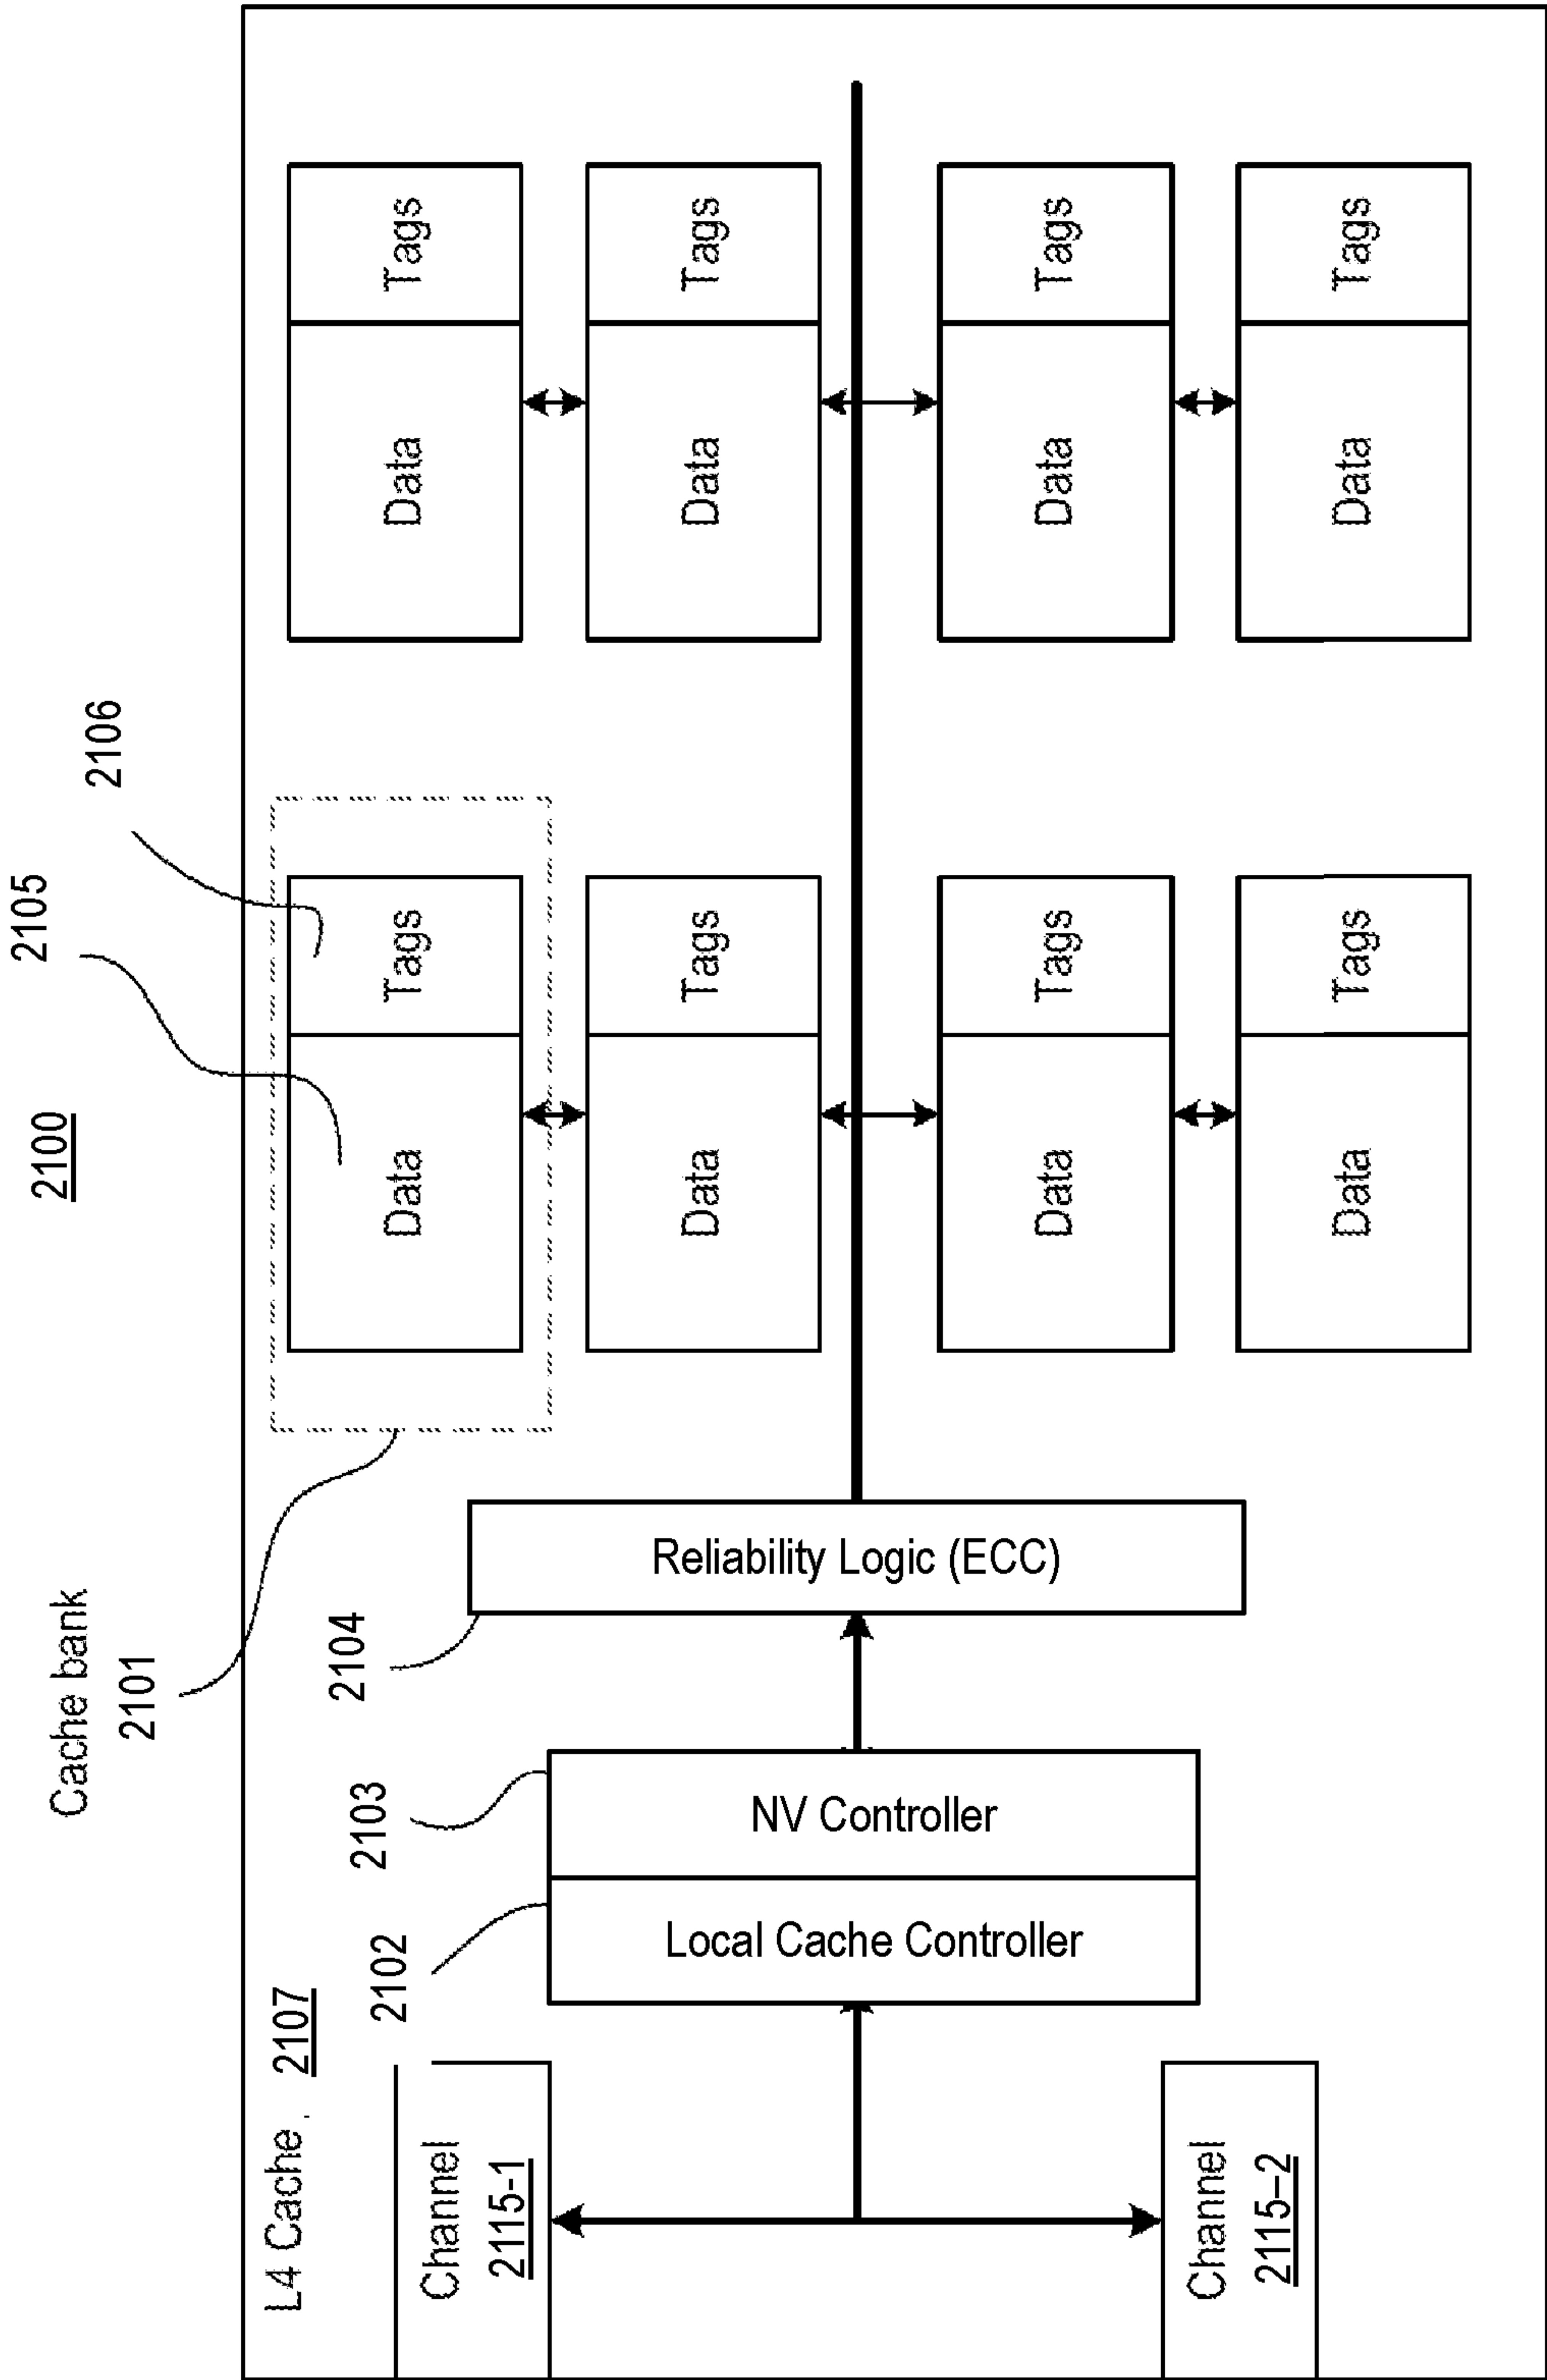 2100
2105
2106
Cache bank
2101
L4 Cache 2107
2102
2103
2104
Channel
2115-1
Data
Tags
Data
Tags
Data
Tags
Data
Tags
Local Cache Controller
NV Controller
Reliability Logic (ECC)
Data
Tags
Data
Tags
Channel
2115-2
Data
Tags
Data
Tags